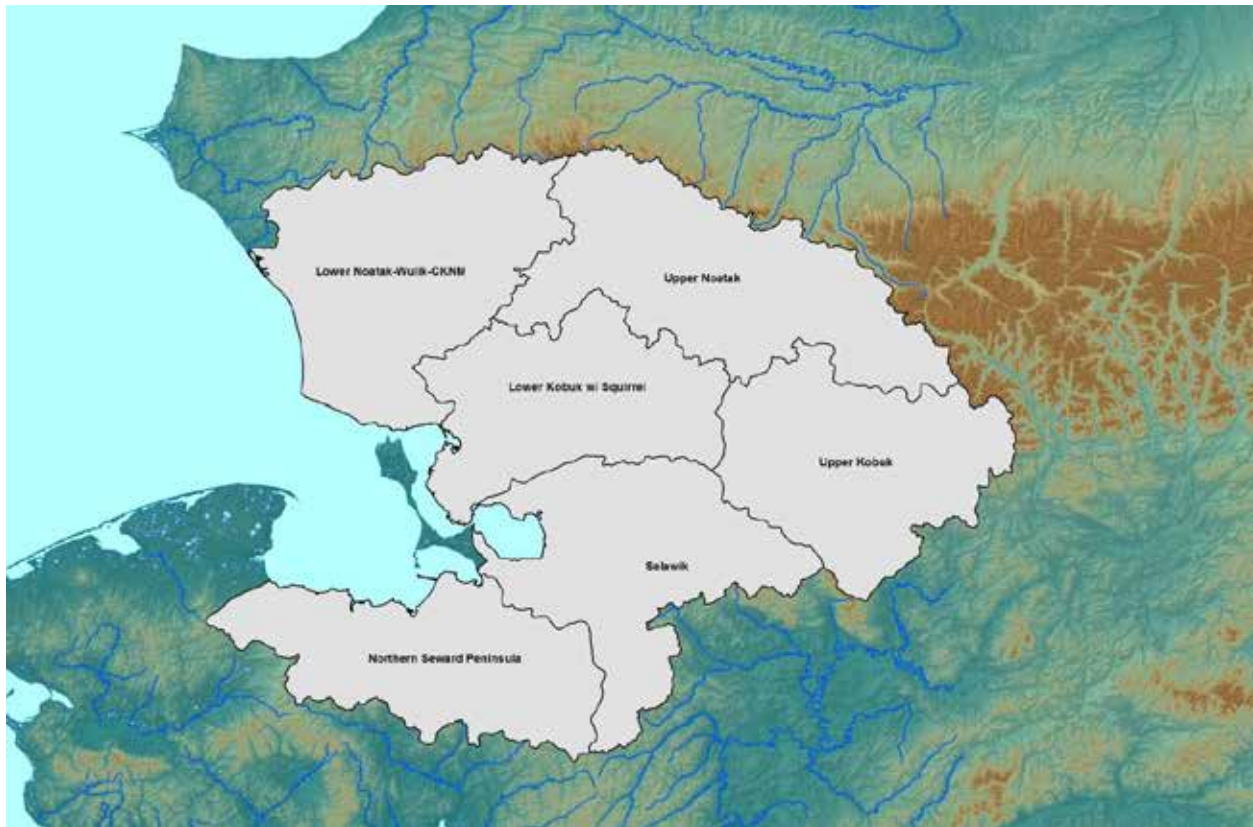 Lower Noatak-Wulik-CKNM
Upper Noatak
Lower Kobuk w/ Squirrel
Upper Kobuk
Selawik
Northern Seward Peninsula